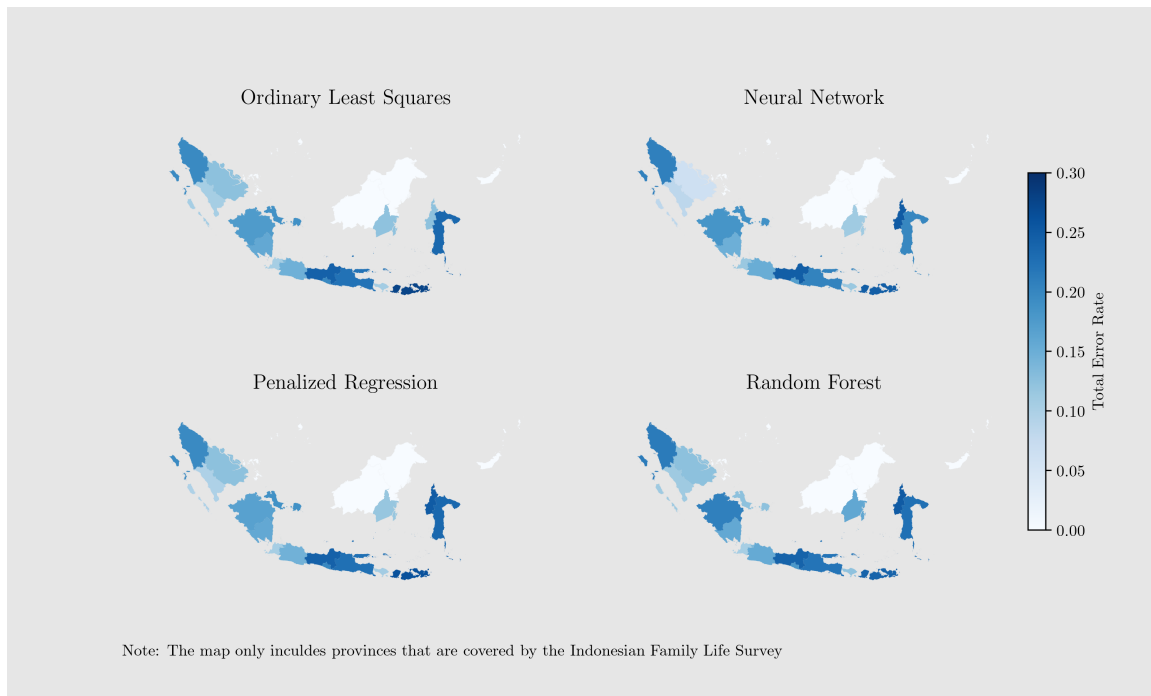 Ordinary Least Squares
Neural Network
Penalized Regression
Random Forest
0.30
0.25
0.20
0.15
0.10
0.05
0.00
Total Error Rate
Note: The map only inculdes provinces that are covered by the Indonesian Family Life Survey